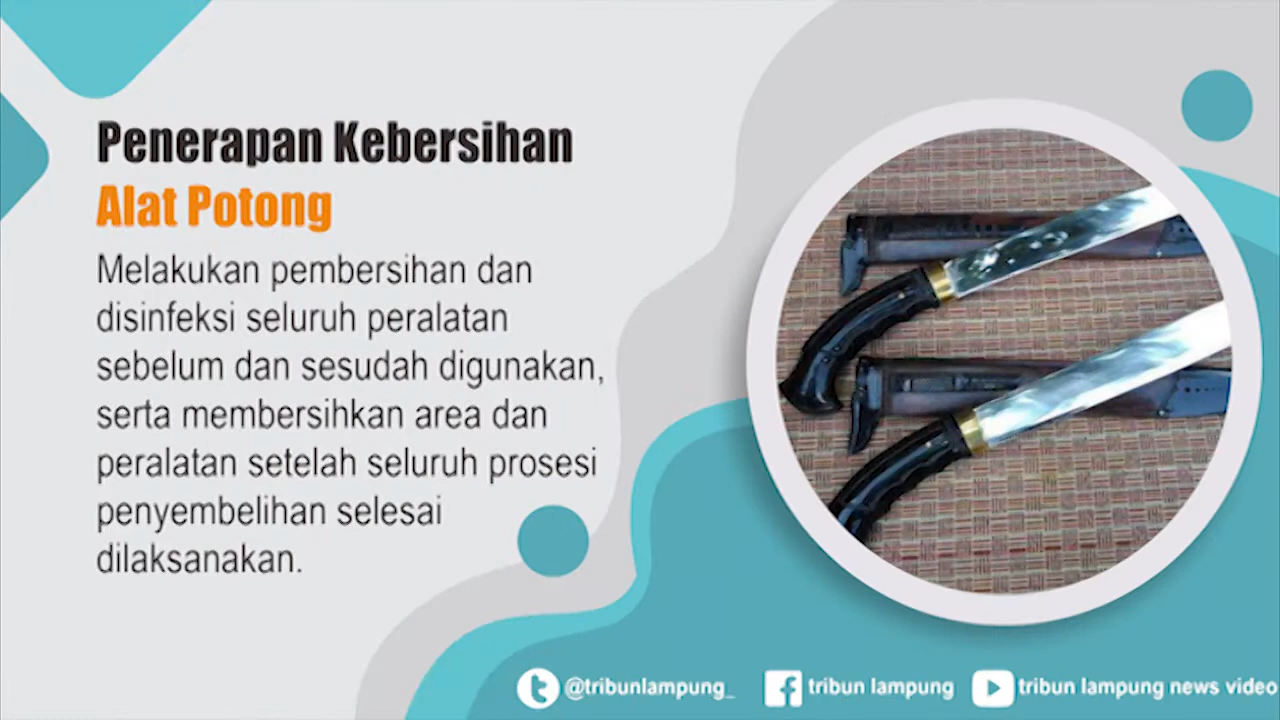 Penerapan Kebersihan
Alat Potong
Melakukan pembersihan dan
disinfeksi seluruh peralatan
sebelum dan sesudah digunakan,
serta membersihkan area dan
peralatan setelah seluruh prosesi
penyembelihan selesai
dilaksanakan.
@tribunlampung_ tribun lampung tribun lampung news video